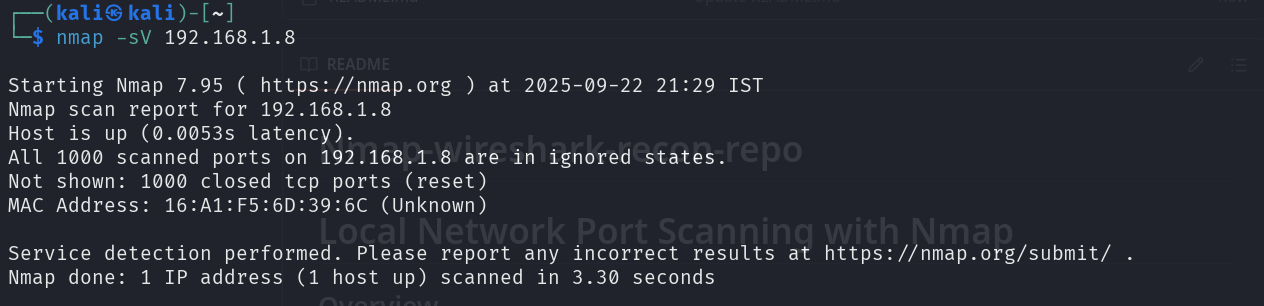 ┌──(kali㉿kali)-[~]
└─$ nmap -sV 192.168.1.8
README
Starting Nmap 7.95 ( https://nmap.org ) at 2025-09-22 21:29 IST
Nmap scan report for 192.168.1.8
Host is up (0.0053s latency).
Nmap-wireshark-recon-repo
All 1000 scanned ports on 192.168.1.8 are in ignored states.
Not shown: 1000 closed tcp ports (reset)
MAC Address: 16:A1:F5:6D:39:6C (Unknown)
Local Network Port Scanning with Nmap
Service detection performed. Please report any incorrect results at https://nmap.org/submit/ .
Nmap done: 1 IP address (1 host up) scanned in 3.30 seconds
Overview